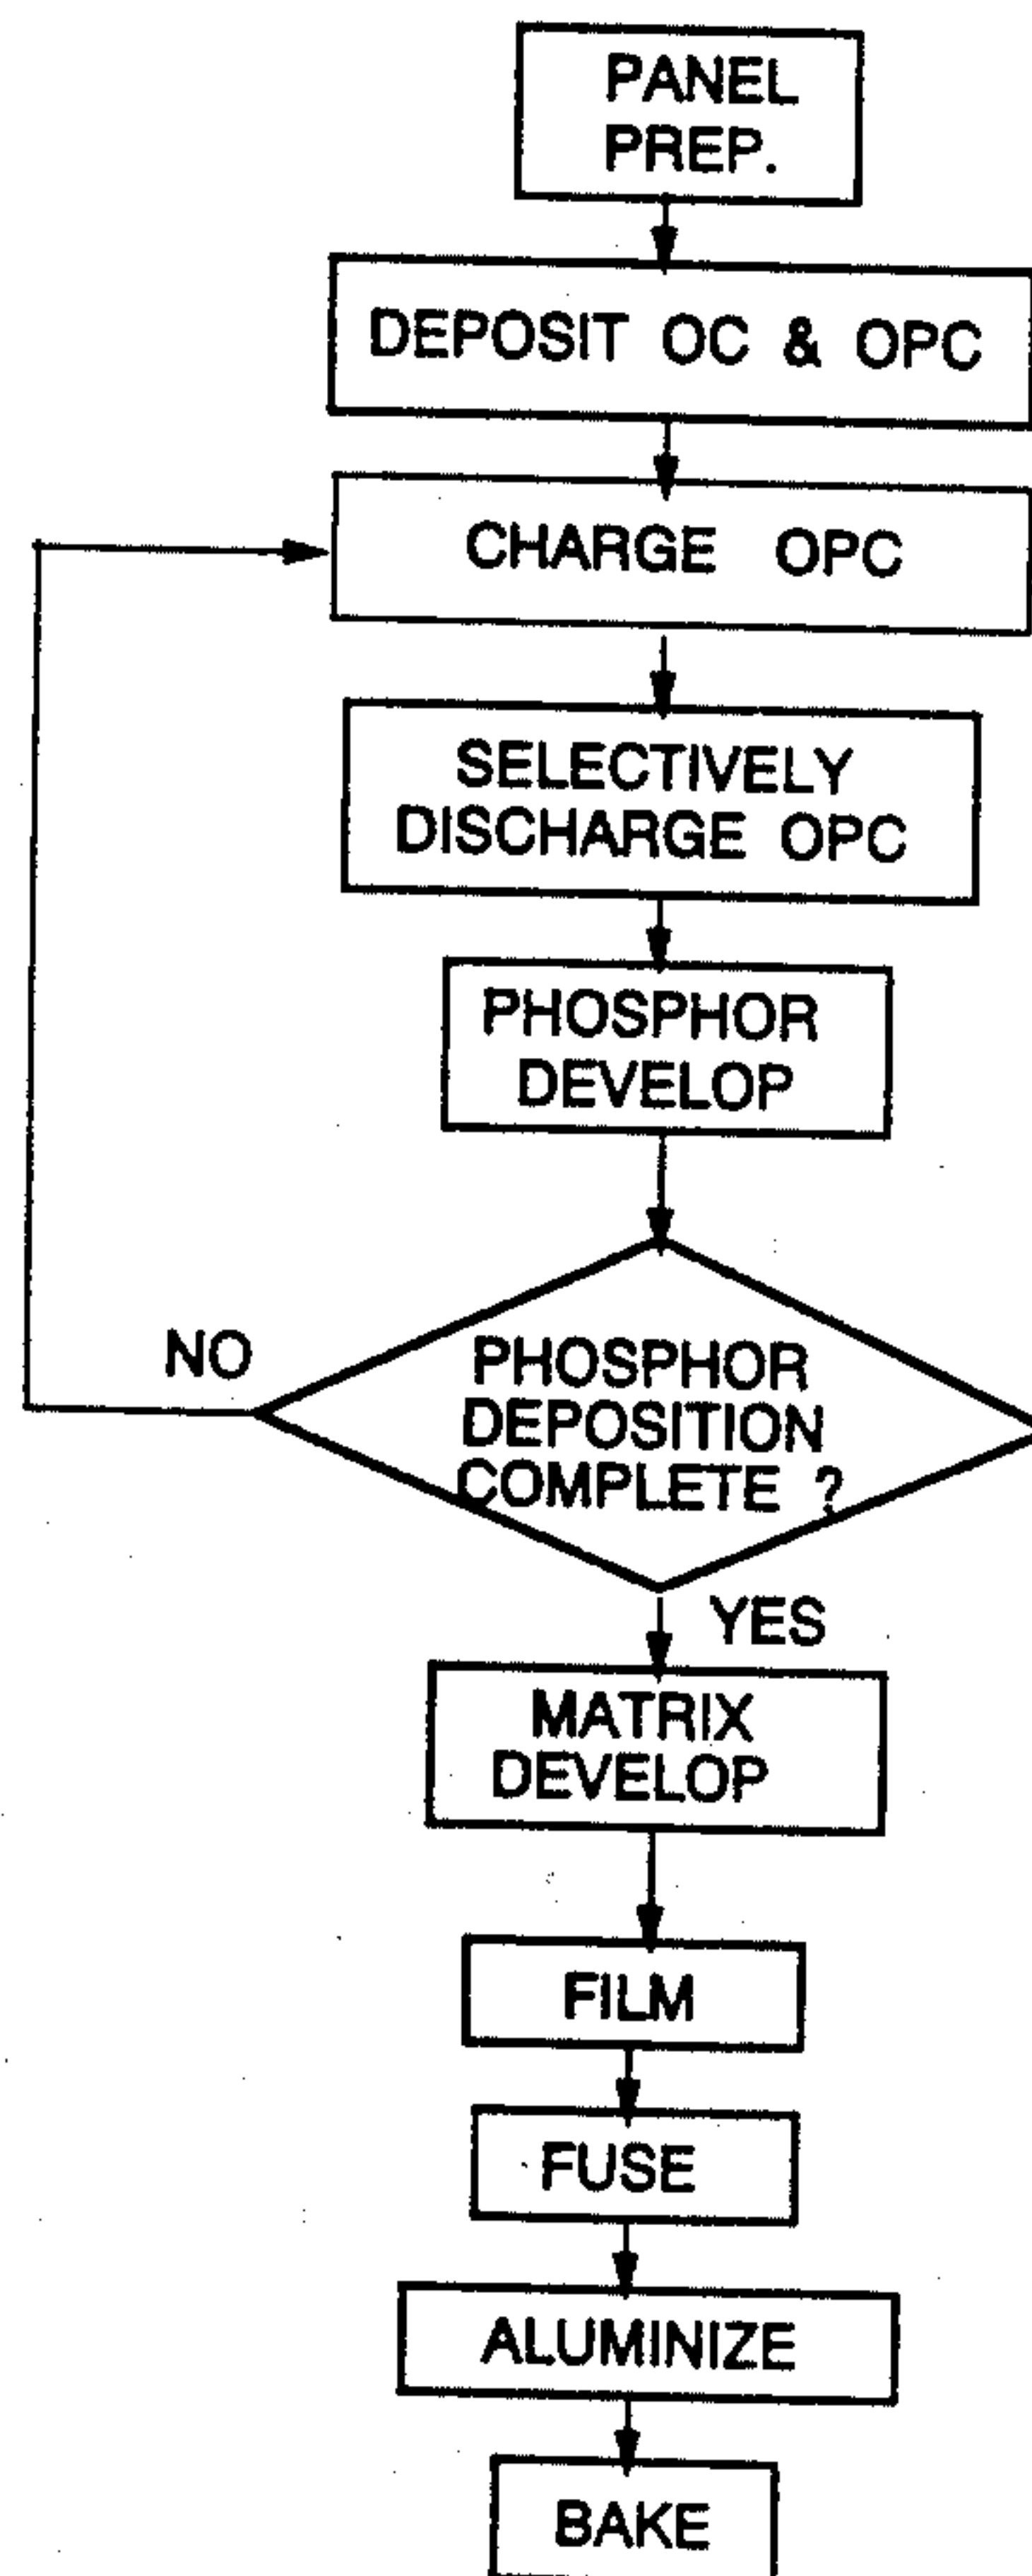 PANEL
PREP.
DEPOSIT OC & OPC
CHARGE OPC
SELECTIVELY
DISCHARGE OPC
PHOSPHOR
DEVELOP
NO
PHOSPHOR
DEPOSITION
COMPLETE ?
YES
MATRIX
DEVELOP
FILM
FUSE
ALUMINIZE
BAKE